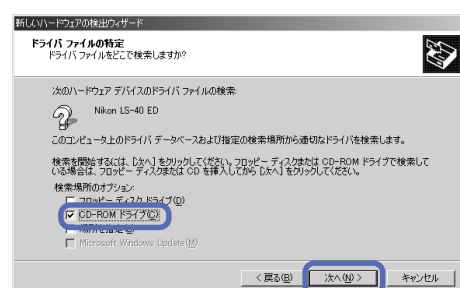 新しいハードウェアの検出ウィザード
ドライバ ファイルの特定
ドライバ ファイルをどこで検索しますか?
次のハードウェア デバイスのドライバ ファイルの検索:
Nikon LS-40 ED
このコンピュータ上のドライバ データベースおよび指定の検索場所から適切なドライバを検索します。
検索を開始するには、[次へ] をクリックしてください。フロッピー ディスクまたは CD-ROM ドライブで検索して
いる場合は、フロッピー ディスクまたは CD を挿入してから [次へ] をクリックしてください。
検索場所のオプション:
フロッピー ディスク ドライブ(D)
CD-ROM ドライブ(C)
場所を指定(S)
Microsoft Windows Update(M)
< 戻る(B)
次へ(N) >
キャンセル